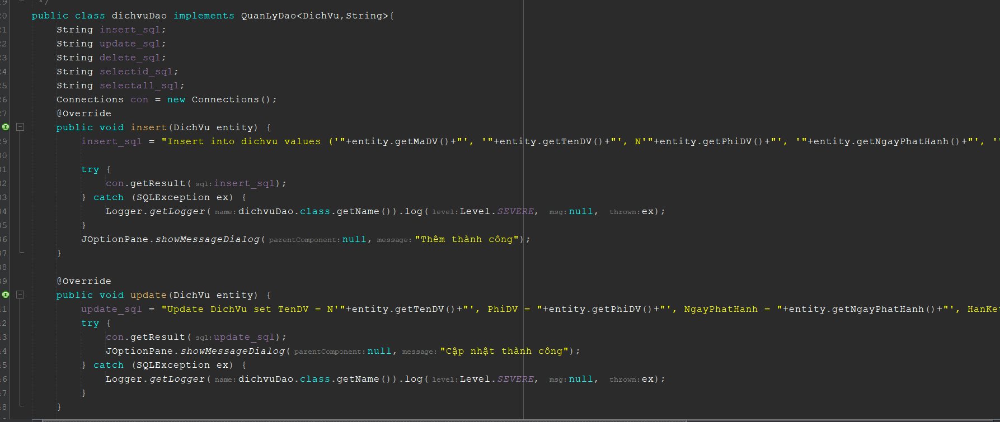 */
public class dichvuDao implements QuanLyDao<DichVu,String>{
String insert_sql;
String update_sql;
String delete_sql;
String selectid_sql;
String selectall_sql;
Connections con = new Connections();
@Override
public void insert(DichVu entity) {
insert_sql = "Insert into dichvu values ('"+entity.getMaDV()+"', '"+entity.getTenDV()+"', N'"+entity.getPhiDV()+"', '"+entity.getNgayPhatHanh()+"', '
try {
con.getResult( sql:insert_sql);
} catch (SQLException ex) {
Logger.getLogger( name:dichvuDao.class.getName()).log( level:Level.SEVERE, msg:null, thrown:ex);
}
JOptionPane.showMessageDialog( parentComponent:null, message:"Thêm thành công");
}
@Override
public void update(DichVu entity) {
update_sql = "Update DichVu set TenDV = N'"+entity.getTenDV()+"', PhiDV = "+entity.getPhiDV()+"', NgayPhatHanh = "+entity.getNgayPhatHanh()+"', HanKe
try {
con.getResult( sql:update_sql);
JOptionPane.showMessageDialog( parentComponent:null, message:"Cập nhật thành công");
} catch (SQLException ex) {
Logger.getLogger( name:dichvuDao.class.getName()).log( level:Level.SEVERE, msg:null, thrown:ex);
}
}